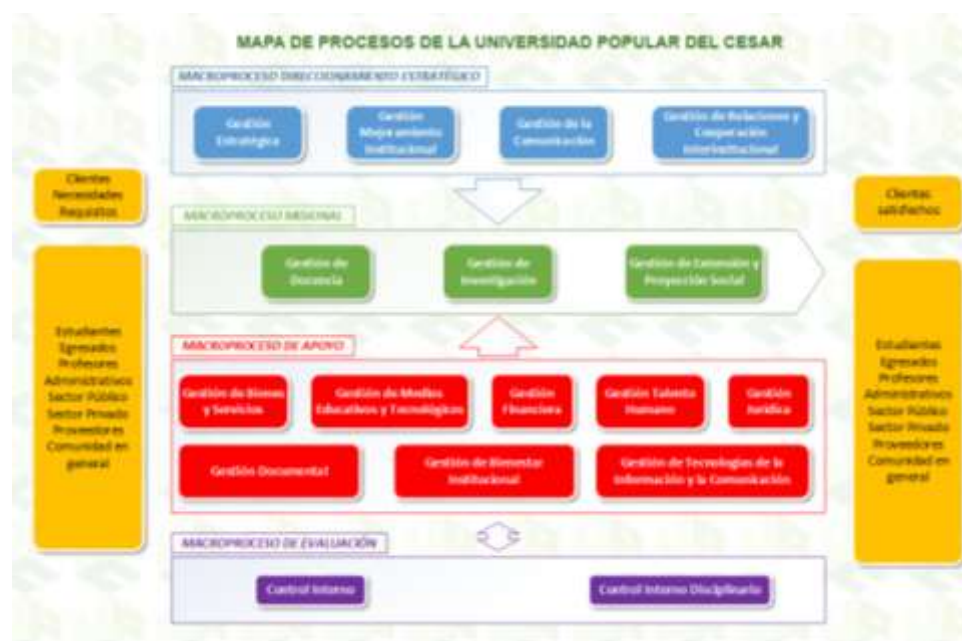 MAPA DE PROCESOS DE LA UNIVERSIDAD POPULAR DEL CESAR
MACROPROCESO DIRECCIONAMIENTO ESTRATÉGICO
Gestión
Estratégica
Gestión
Mejoramiento
Institucional
Gestión de la
Comunicación
Gestión de Relaciones y
Cooperación
Interinstitucional
Clientes
Necesidades
Requisitos
Clientes
satisfechos
MACROPROCESO MISIONAL
Gestión de
Docencia
Gestión de
Investigación
Gestión de Extensión y
Proyección Social
Estudiantes
Egresados
Profesores
Administrativos
Sector Público
Sector Privado
Proveedores
Comunidad en
general
MACROPROCESO DE APOYO
Gestión de Bienes
y Servicios
Gestión de Medios
Educativos y Tecnológicos
Gestión
Financiera
Gestión Talento
Humano
Gestión
Jurídica
Gestión Documental
Gestión de Bienestar
Institucional
Gestión de Tecnologías de la
Información y la Comunicación
Estudiantes
Egresados
Profesores
Administrativos
Sector Público
Sector Privado
Proveedores
Comunidad en
general
MACROPROCESO DE EVALUACIÓN
Control Interno
Control Interno Disciplinario